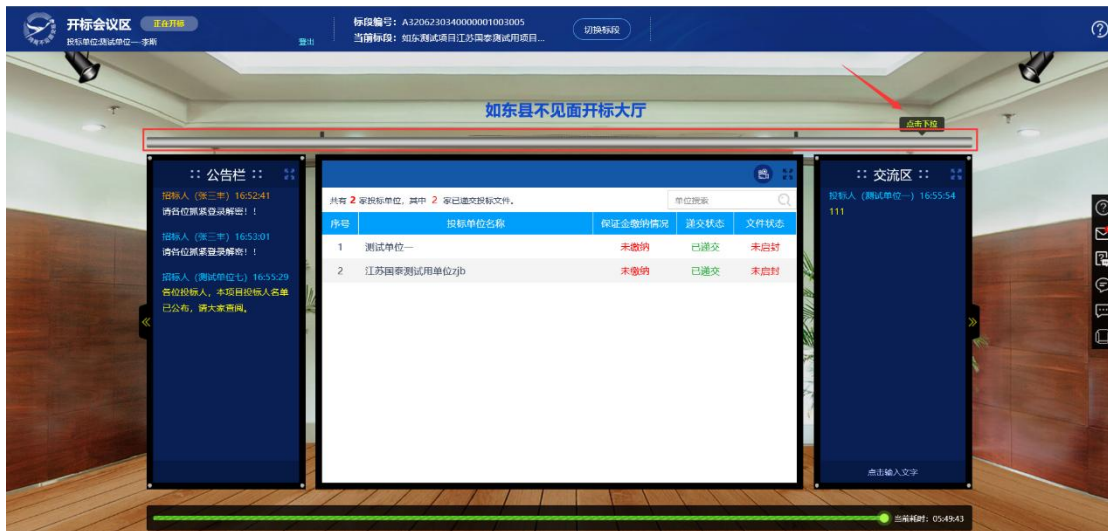 开标会议区 正在开标
投标单位:测试单位一-李斯 登出
标段编号：A3206230340000001003005
当前标段：如东测试项目江苏国泰测试用项目...
切换标段
如东县不见面开标大厅
点击下拉
:: 公告栏 ::
招标人（张三丰）16:52:41
请各位抓紧登录解密！！
招标人（张三丰）16:53:01
请各位抓紧登录解密！！
招标人（测试单位七）16:55:29
各位投标人，本项目投标人名单
已公布，请大家查阅。
共有 2 家投标单位，其中 2 家已递交投标文件。 单位搜索
序号 投标单位名称 保证金缴纳情况 递交状态 文件状态
1 测试单位一 未缴纳 已递交 未启封
2 江苏国泰测试用单位zjb 未缴纳 已递交 未启封
:: 交流区 ::
投标人（测试单位一）16:55:54
111
点击输入文字
当前耗时：05:49:43